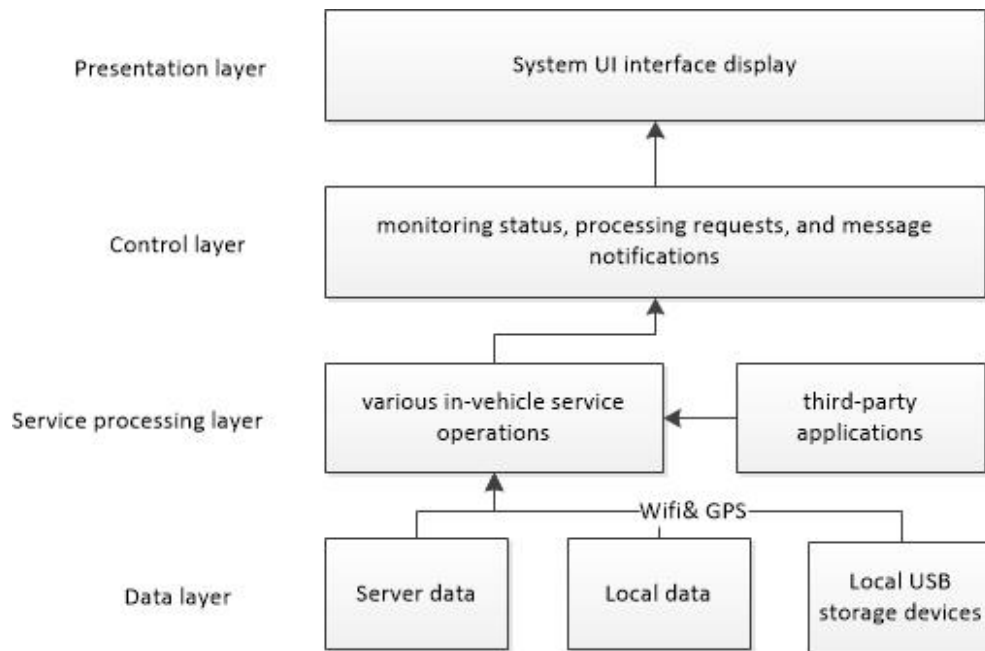 Presentation layer
System UI interface display
Control layer
monitoring status, processing requests, and message
notifications
Service processing layer
various in-vehicle service
operations
third-party
applications
Wifi& GPS
Data layer
Server data
Local data
Local USB
storage devices